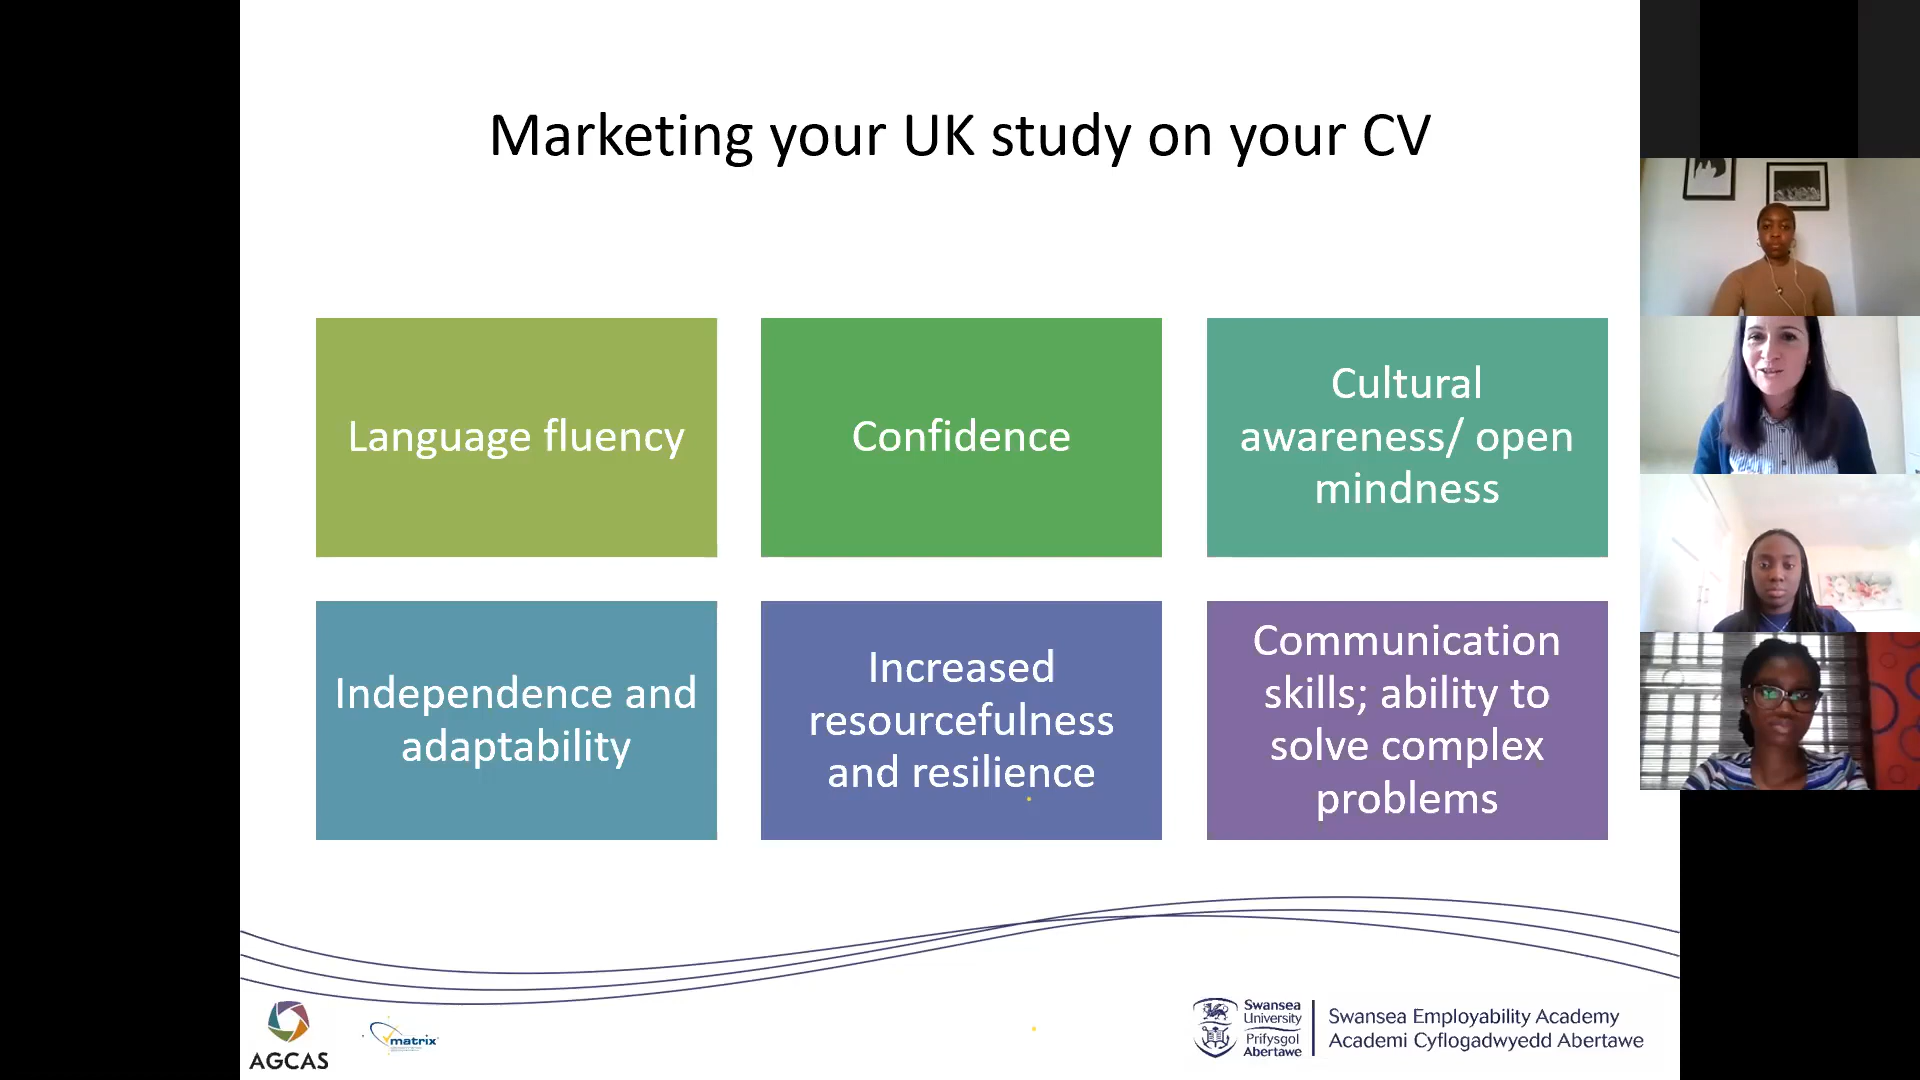 Marketing your UK study on your CV
Language fluency
Confidence
Cultural
awareness/ open
mindness
Independence and
adaptability
Increased
resourcefulness
and resilience
Communication
skills; ability to
solve complex
problems
AGCAS
matrix
Swansea
University
Prifysgol
Abertawe
Swansea Employability Academy
Academi Cyflogadwyedd Abertawe